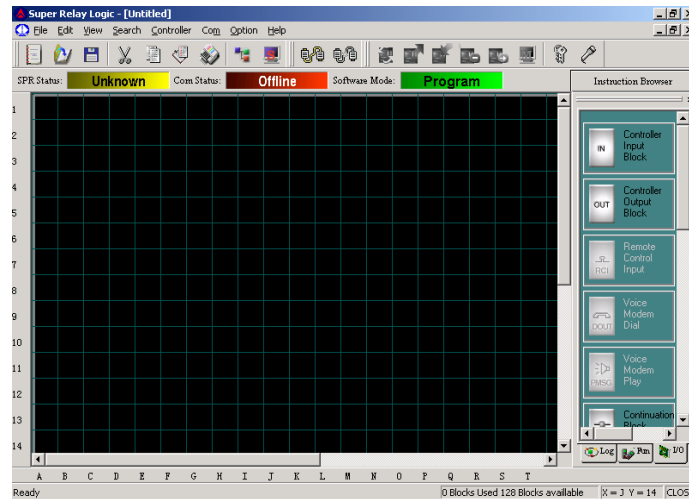 Super Relay Logic - [Untitled]
File Edit View Search Controller Com Option Help
SPR Status: Unknown Com Status: Offline Software Mode: Program Instruction Browser
1
2
3
4
5
6
7
8
9
10
11
12
13
14
A B C D E F G H I J K L M N O P Q R S T
IN Controller Input Block
OUT Controller Output Block
RCI Remote Control Input
DOUT Voice Modem Dial
PMSG Voice Modem Play
Continuation Block
Log Fun I/O
Ready 0 Blocks Used 128 Blocks available X = J Y = 14 CLOS